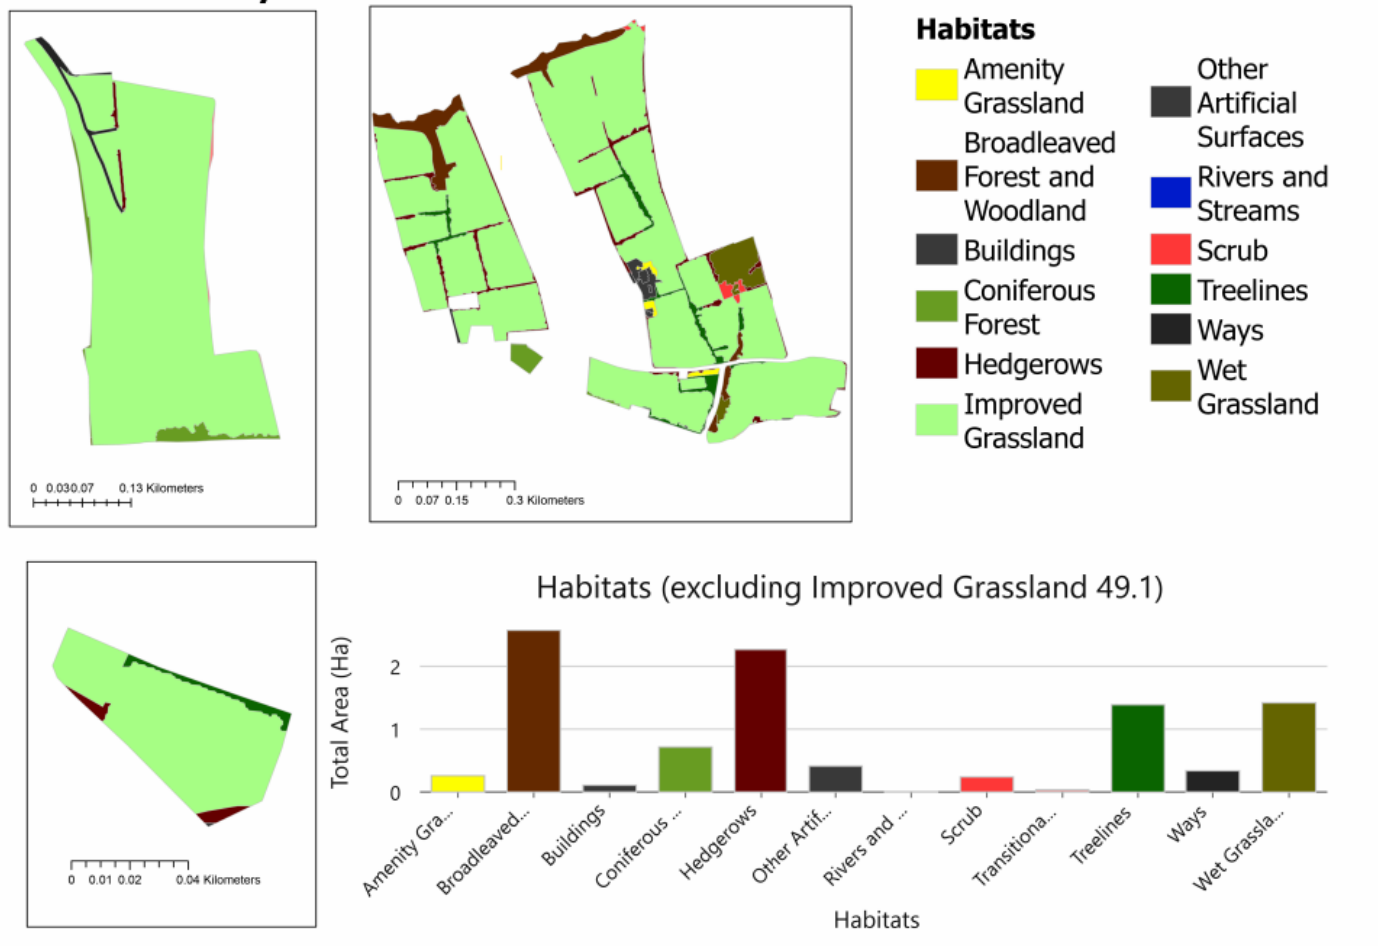 Habitats
Amenity
Grassland
Broadleaved
Forest and
Woodland
Buildings
Coniferous
Forest
Hedgerows
Improved
Grassland
Other
Artificial
Surfaces
Rivers and
Streams
Scrub
Treelines
Ways
Wet
Grassland
0 0.030.07 0.13 Kilometers
0 0.07 0.15 0.3 Kilometers
0 0.01 0.02 0.04 Kilometers
Habitats (excluding Improved Grassland 49.1)
Total Area (Ha)
2
1
0
Amenity Gra...
Broadleaved...
Buildings
Coniferous ...
Hedgerows
Other Artif...
Rivers and ...
Scrub
Transitiona...
Treelines
Ways
Wet Grassla...
Habitats